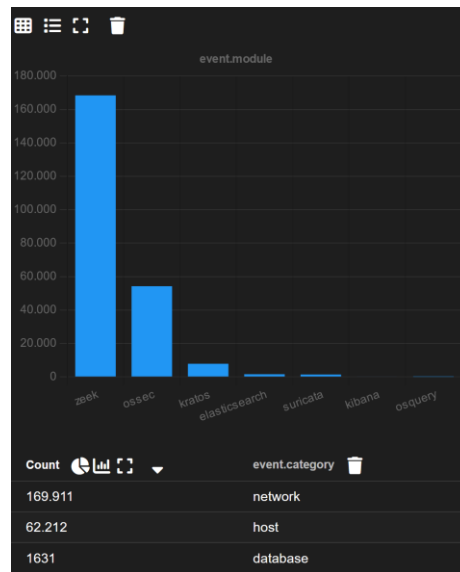 event.module
180.000
160.000
140.000
120.000
100.000
80.000
60.000
40.000
20.000
0
zeek ossec kratos elasticsearch suricata kibana osquery
Count event.category
169.911 network
62.212 host
1631 database